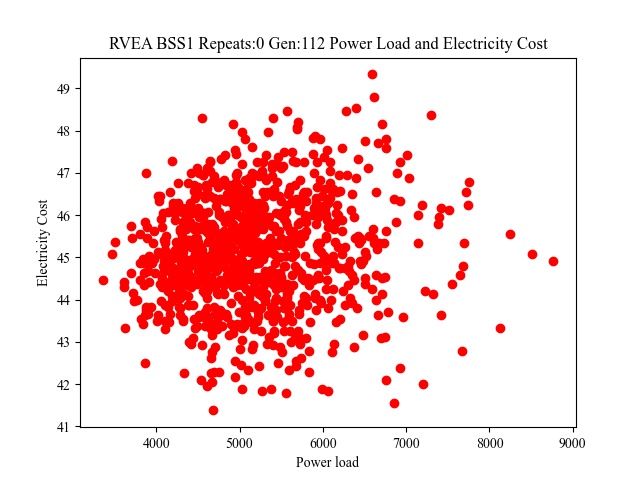 RVEA BSS1 Repeats:0 Gen:112 Power Load and Electricity Cost
49
48
47
46
45
44
43
42
41
Electricity Cost
4000 5000 6000 7000 8000 9000
Power load